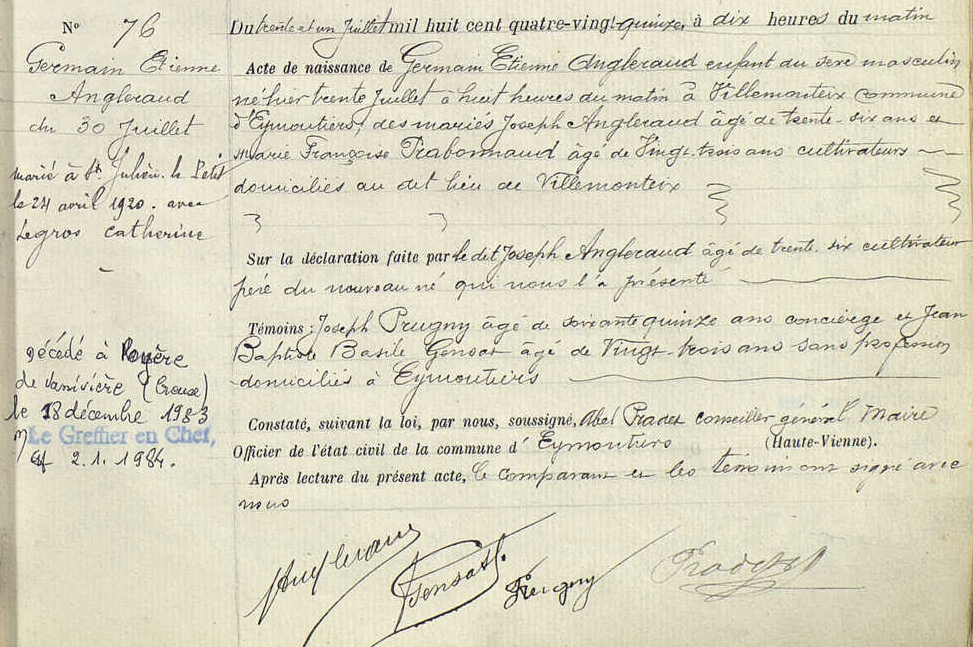 N° 76
Germain Etienne
Angleraud
du 30 Juillet
marié à St Julien le Petit
le 24 avril 1920. avec
Legros Catherine
Décédé à Royère
de Vassivière (Creuse)
le 18 décembre 1983
Le Greffier en Chef,
2.1.1984.
Du trente et un Juillet mil huit cent quatre-vingt-quinze, à dix heures du matin
Acte de naissance de Germain Etienne Angleraud enfant du sexe masculin
né hier trente Juillet à huit heures du matin à Villemonteix commune
d'Eymoutiers, des mariés Joseph Angleraud âgé de trente-six ans et
Marie Françoise Trabonnaud âgé de Vingt-trois ans cultivateurs
domiciliés au dit lieu de Villemonteix
Sur la déclaration faite par le dit Joseph Angleraud âgé de trente-six cultivateur
père du nouveau né qui nous l'a présenté
Témoins : Joseph Prugny âgé de soixante quinze ans concierge et Jean
Baptiste Basile Gensat âgé de Vingt-trois ans sans profession
domiciliés à Eymoutiers
Constaté, suivant la loi, par nous, soussigné, Abel Pradet conseiller général Maire
Officier de l'état civil de la commune d' Eymoutiers (Haute-Vienne).
Après lecture du présent acte, le comparant et les témoins ont signé avec
nous
Angleraud
Gensat.
Prugny
Pradet